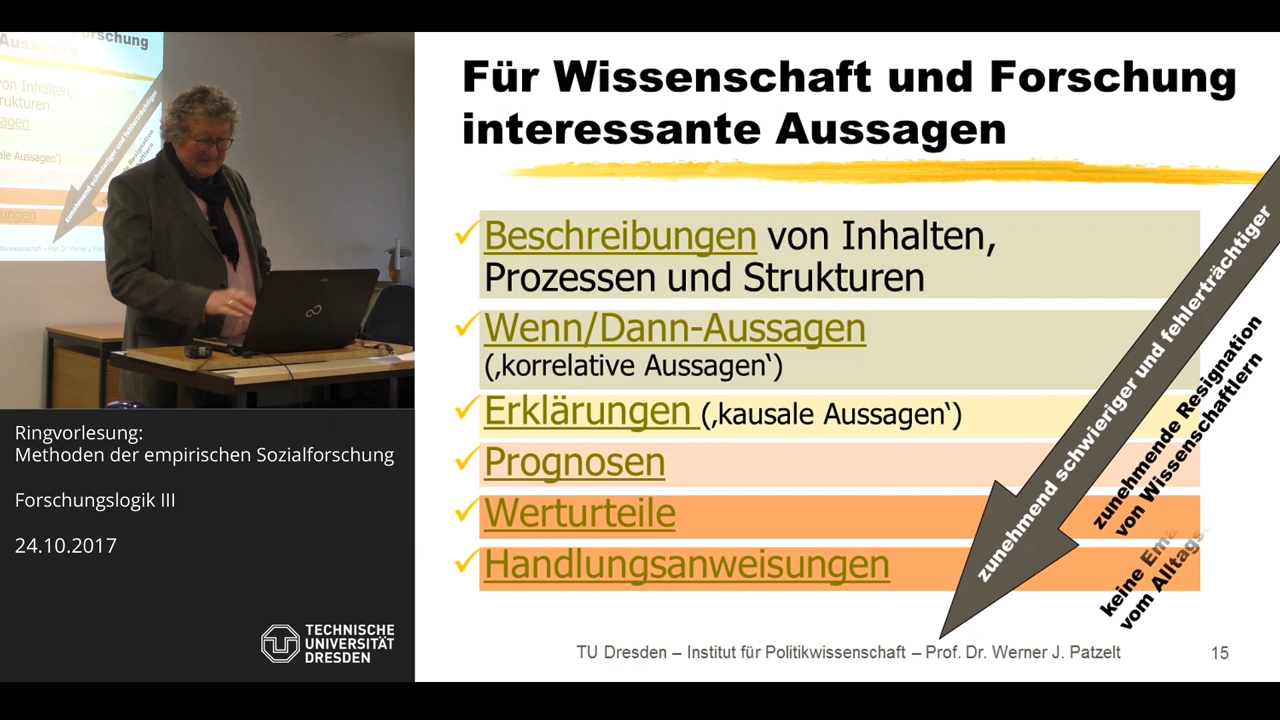 Für Wissenschaft und Forschung
interessante Aussagen
✓ Beschreibungen von Inhalten,
Prozessen und Strukturen
✓ Wenn/Dann-Aussagen
(‚korrelative Aussagen‘)
✓ Erklärungen (‚kausale Aussagen‘)
✓ Prognosen
✓ Werturteile
✓ Handlungsanweisungen
zunehmend schwieriger und fehlerträchtiger
zunehmende Resignation
von Wissenschaftlern
keine
vom
TU Dresden – Institut für Politikwissenschaft – Prof. Dr. Werner J. Patzelt
15
Ringvorlesung:
Methoden der empirischen Sozialforschung
Forschungslogik III
24.10.2017
TECHNISCHE
UNIVERSITÄT
DRESDEN